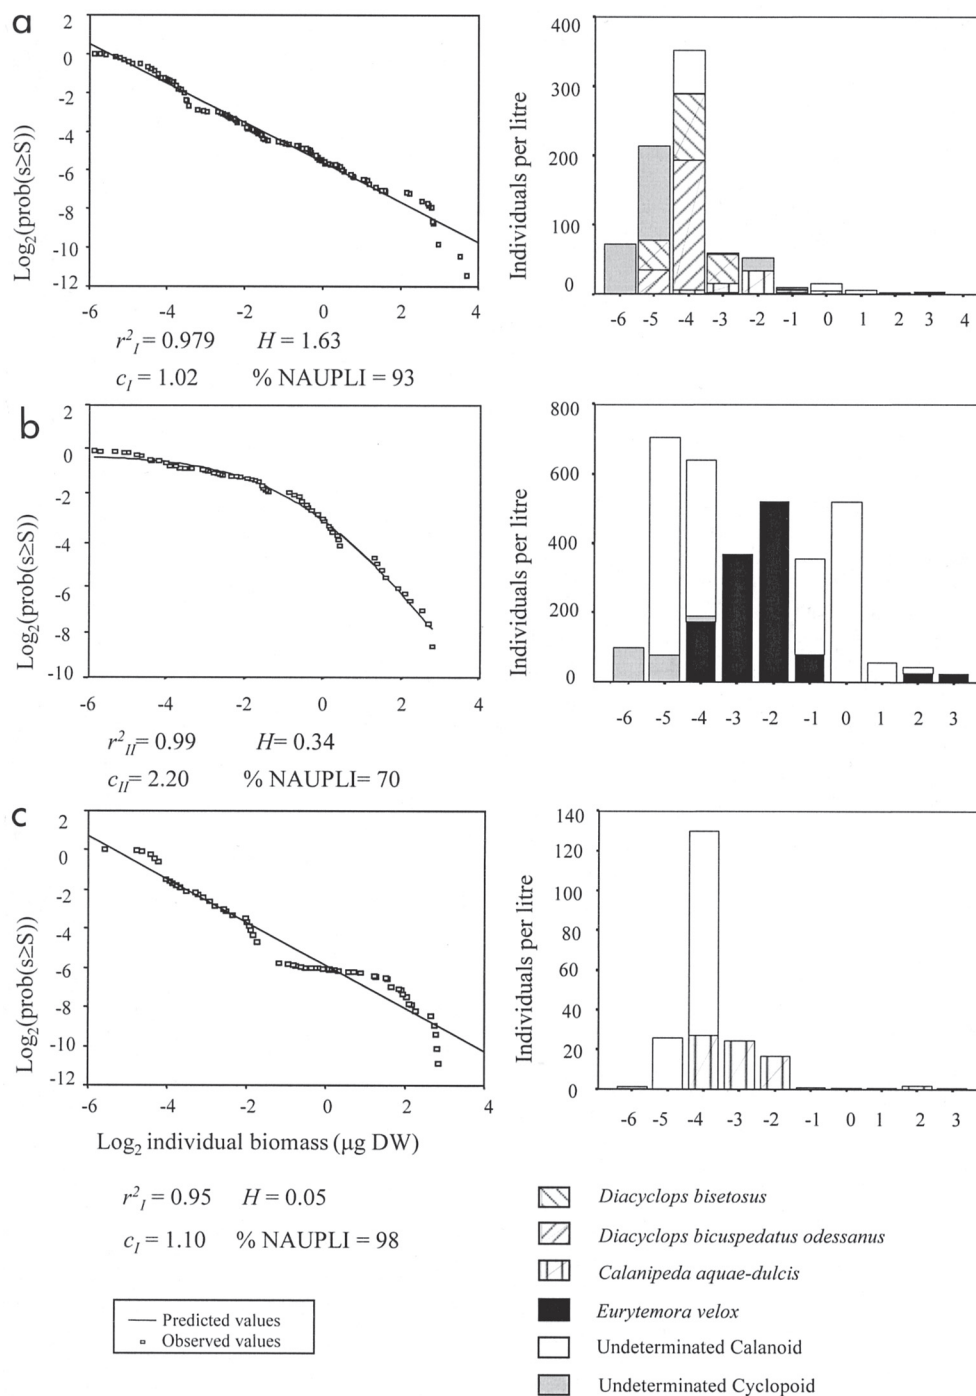 a
Log₂(prob(s≥S))
2
0
-2
-4
-6
-8
-10
-12
-6 -4 -2 0 2 4
r²_I = 0.979 H = 1.63
c_I = 1.02 % NAUPLI = 93
Individuals per litre
400
300
200
100
0
-6 -5 -4 -3 -2 -1 0 1 2 3 4
b
Log₂(prob(s≥S))
2
0
-2
-4
-6
-8
-10
-6 -4 -2 0 2 4
r²_II= 0.99 H= 0.34
c_II= 2.20 % NAUPLI= 70
Individuals per litre
800
600
400
200
0
-6 -5 -4 -3 -2 -1 0 1 2 3
c
Log₂(prob(s≥S))
2
0
-2
-4
-6
-8
-10
-12
-6 -4 -2 0 2 4
Log₂ individual biomass (µg DW)
r²_I = 0.95 H = 0.05
c_I = 1.10 % NAUPLI = 98
Individuals per litre
140
120
100
80
60
40
20
0
-6 -5 -4 -3 -2 -1 0 1 2 3
Predicted values
Observed values
Diacyclops bisetosus
Diacyclops bicuspedatus odessanus
Calanipeda aquae-dulcis
Eurytemora velox
Undeterminated Calanoid
Undeterminated Cyclopoid